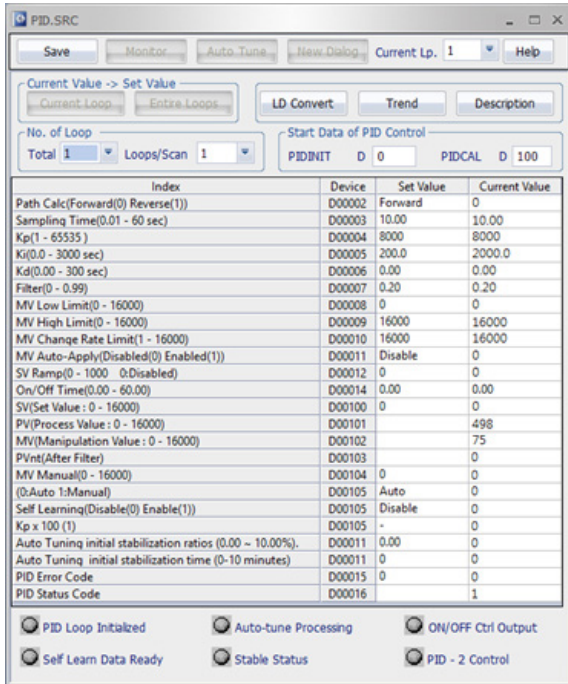 PID.SRC
Save Monitor Auto Tune New Dialog Current Lp. 1 Help
Current Value -> Set Value
Current Loop Entire Loops LD Convert Trend Description
No. of Loop Start Data of PID Control
Total 1 Loops/Scan 1 PIDINIT D 0 PIDCAL D 100
Index Device Set Value Current Value
Path Calc(Forward(0) Reverse(1)) D00002 Forward 0
Sampling Time(0.01 - 60 sec) D00003 10.00 10.00
Kp(1 - 65535 ) D00004 8000 8000
Ki(0.0 - 3000 sec) D00005 200.0 2000.0
Kd(0.00 - 300 sec) D00006 0.00 0.00
Filter(0 - 0.99) D00007 0.20 0.20
MV Low Limit(0 - 16000) D00008 0 0
MV High Limit(0 - 16000) D00009 16000 16000
MV Change Rate Limit(1 - 16000) D00010 16000 16000
MV Auto-Apply(Disabled(0) Enabled(1)) D00011 Disable 0
SV Ramp(0 - 1000 0:Disabled) D00012 0 0
On/Off Time(0.00 - 60.00) D00014 0.00 0.00
SV(Set Value : 0 - 16000) D00100 0 0
PV(Process Value : 0 - 16000) D00101 498
MV(Manipulation Value : 0 - 16000) D00102 75
PVnt(After Filter) D00103 0
MV Manual(0 - 16000) D00104 0 0
(0:Auto 1:Manual) D00105 Auto 0
Self Learning(Disable(0) Enable(1)) D00105 Disable 0
Kp x 100 (1) D00105 - 0
Auto Tuning initial stabilization ratios (0.00 ~ 10.00%). D00011 0.00 0
Auto Tuning initial stabilization time (0-10 minutes) D00011 0 0
PID Error Code D00015 0 0
PID Status Code D00016 1
PID Loop Initialized Auto-tune Processing ON/OFF Ctrl Output
Self Learn Data Ready Stable Status PID - 2 Control